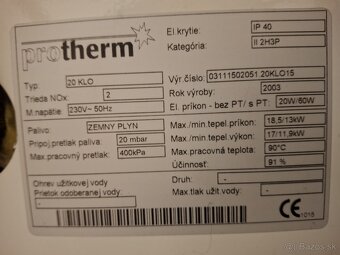 protherm
El krytie: IP 40
Kategória: II 2H3P
Typ 20 KLO
Výr číslo: 03111502051 20KLO15
Trieda NOx: 2
Rok výroby: 2003
M.napätie: 230V~ 50Hz
El. príkon - bez PT/ s PT: 20W/60W
Palivo: ZEMNY PLYN
Max./min.tepel.príkon: 18,5/13kW
Pripoj.pretlak paliva: 20 mbar
Max./min.tepel.výkon: 17/11,9kW
Max.pracovný pretlak: 400kPa
Max.pracovná teplota: 90°C
Účinnosť: 91 %
Ohrev užitkovej vody
Druh: -
Prietok odoberanej vody: -
Max.tlak užit vody: -
CE 1015
© Bazos.sk